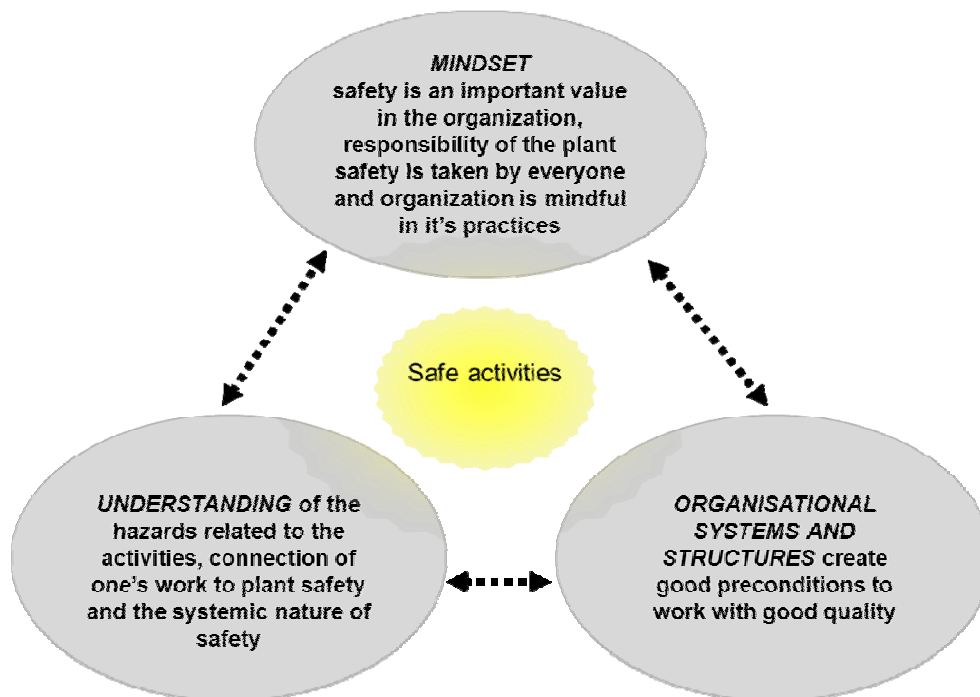 MINDSET
safety is an important value
in the organization,
responsibility of the plant
safety is taken by everyone
and organization is mindful
in it's practices
Safe activities
UNDERSTANDING of the
hazards related to the
activities, connection of
one's work to plant safety
and the systemic nature of
safety
ORGANISATIONAL
SYSTEMS AND
STRUCTURES create
good preconditions to
work with good quality